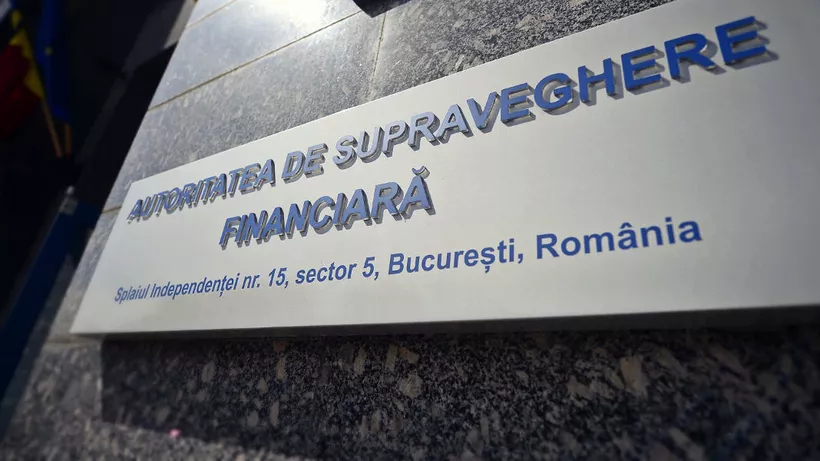 AUTORITATEA DE SUPRAVEGHERE
FINANCIARĂ
Splaiul Independenței nr. 15, sector 5, București, România